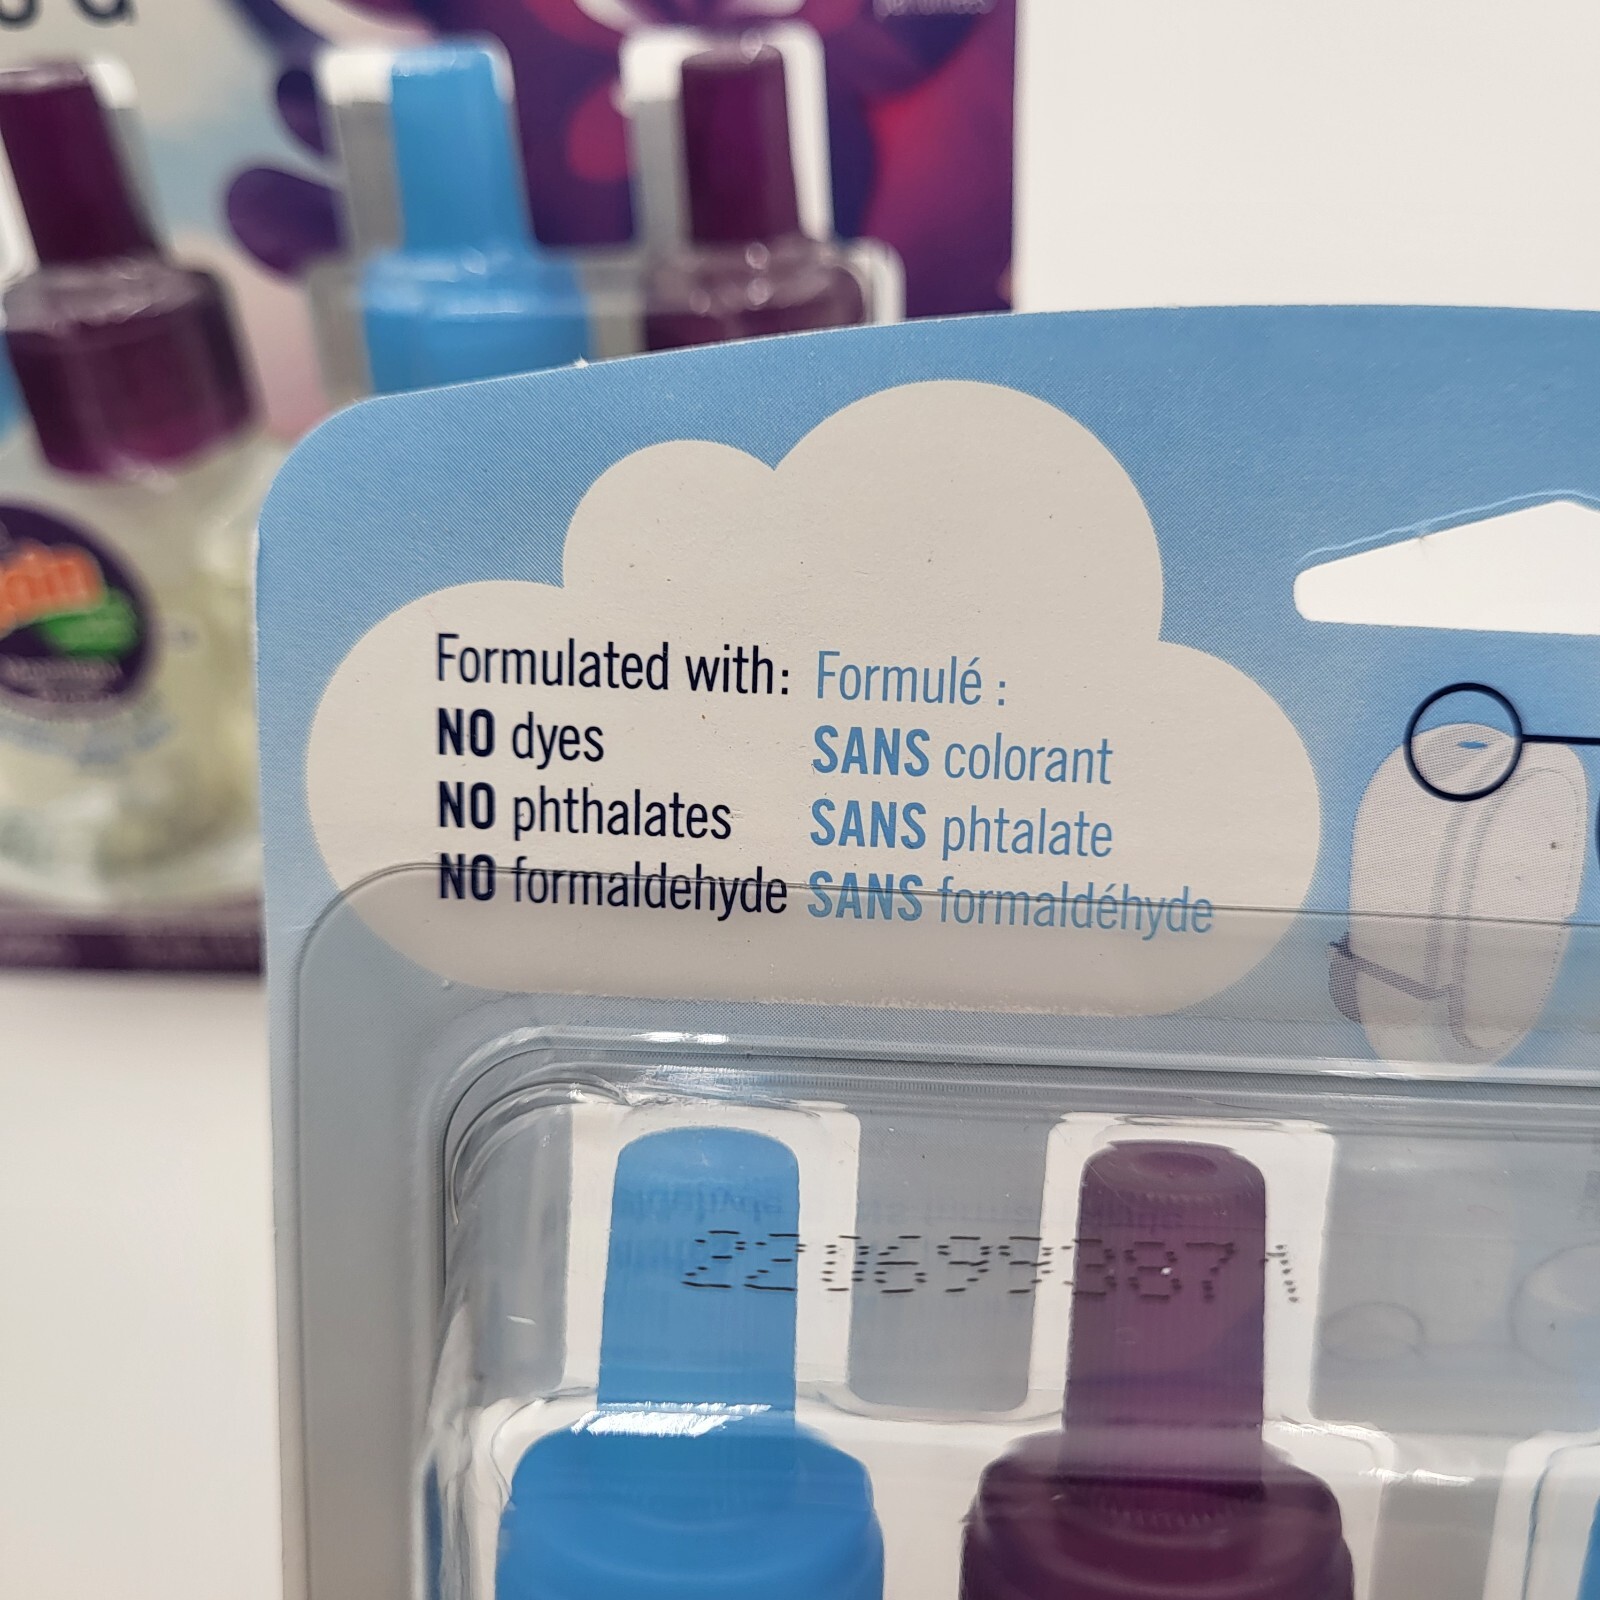 Formulated with:
NO dyes
NO phthalates
NO formaldehyde
Formulé :
SANS colorant
SANS phtalate
SANS formaldéhyde